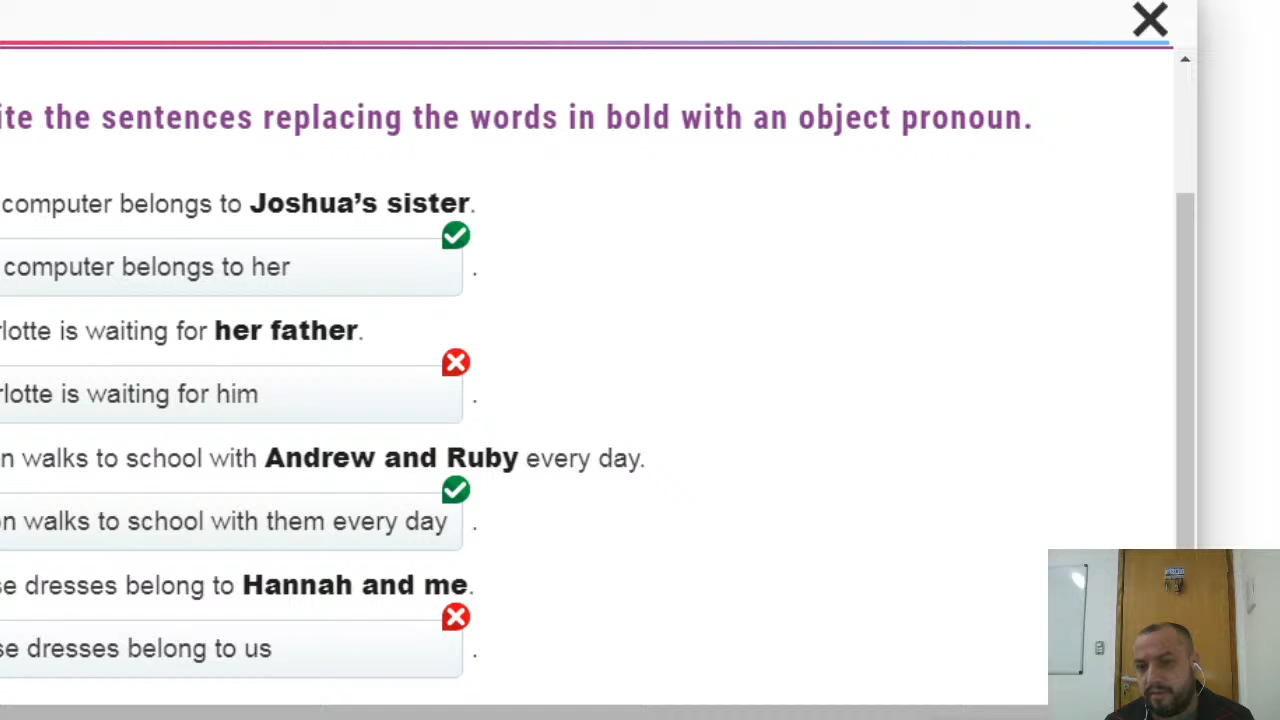 ite the sentences replacing the words in bold with an object pronoun.
computer belongs to Joshua’s sister.
computer belongs to her .
rlotte is waiting for her father.
rlotte is waiting for him .
n walks to school with Andrew and Ruby every day.
on walks to school with them every day .
se dresses belong to Hannah and me.
se dresses belong to us .